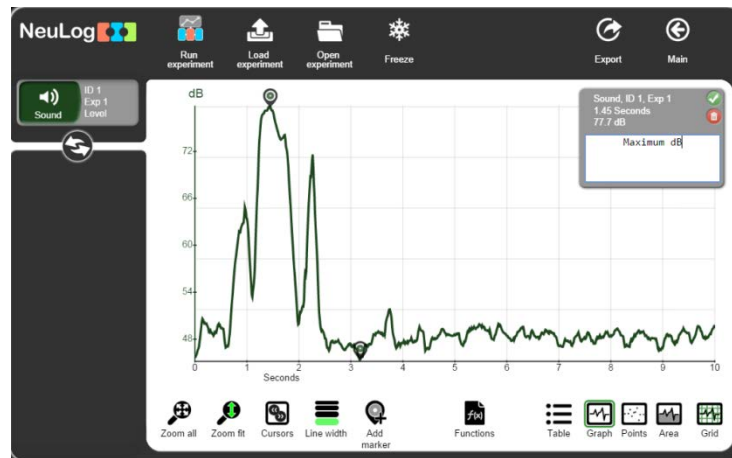 NeuLog
Run experiment
Load experiment
Open experiment
Freeze
Export
Main
Sound
ID 1
Exp 1
Level
dB
Sound, ID 1, Exp 1
1.45 Seconds
77.7 dB
Maximum dB
72
66
60
54
48
0 1 2 3 4 5 6 7 8 9 10
Seconds
Zoom all
Zoom fit
Cursors
Line width
Add marker
f(x)
Functions
Table
Graph
Points
Area
Grid